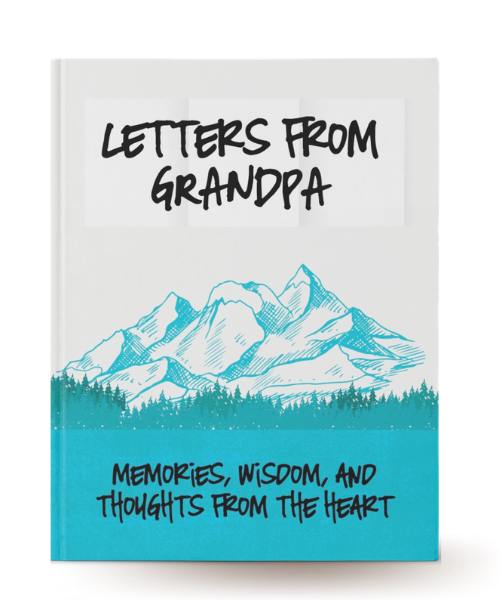 LETTERS FROM
GRANDPA
MEMORIES, WISDOM, AND
THOUGHTS FROM THE HEART